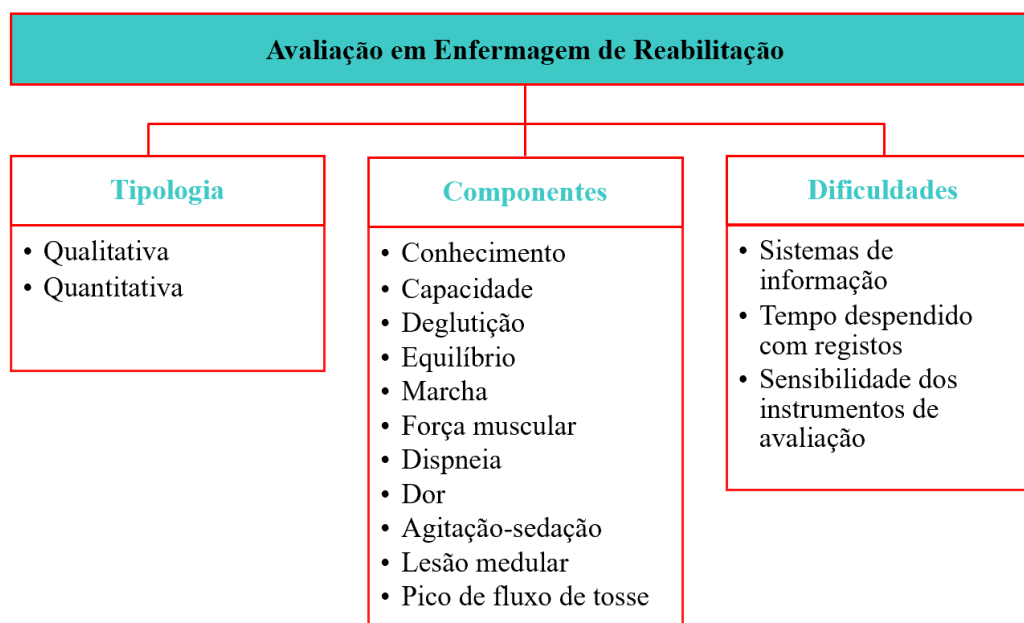 Avaliação em Enfermagem de Reabilitação
Tipologia
• Qualitativa
• Quantitativa
Componentes
• Conhecimento
• Capacidade
• Deglutição
• Equilíbrio
• Marcha
• Força muscular
• Dispneia
• Dor
• Agitação-sedação
• Lesão medular
• Pico de fluxo de tosse
Dificuldades
• Sistemas de
informação
• Tempo despendido
com registos
• Sensibilidade dos
instrumentos de
avaliação